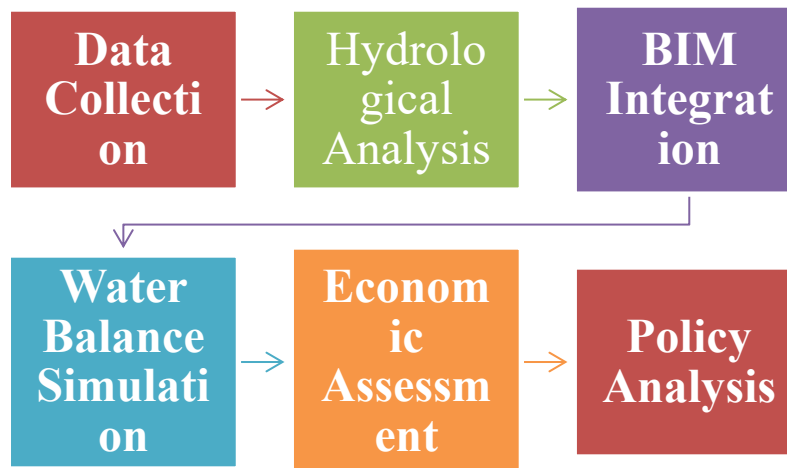 Data
Collecti
on
Hydrolo
gical
Analysis
BIM
Integrat
ion
Water
Balance
Simulati
on
Econom
ic
Assessm
ent
Policy
Analysis